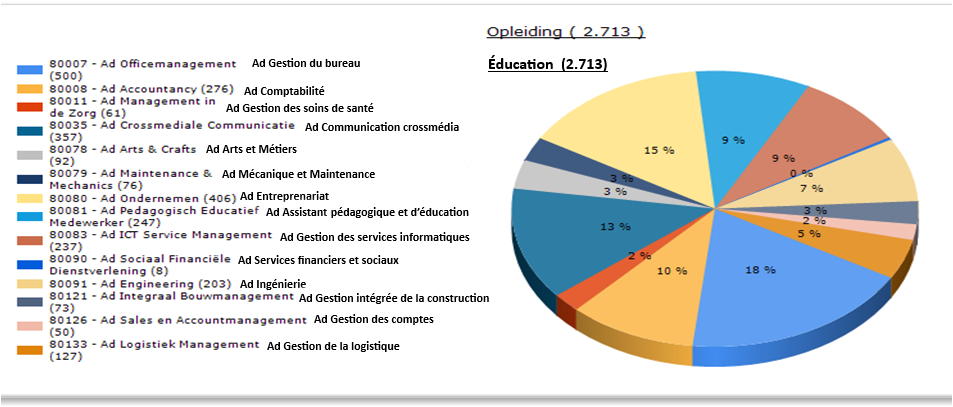 Opleiding ( 2.713 )
Éducation (2.713)
80007 - Ad Officemanagement Ad Gestion du bureau
(500)
80008 - Ad Accountancy (276) Ad Comptabilité
80011 - Ad Management in Ad Gestion des soins de santé
de Zorg (61)
80035 - Ad Crossmediale Communicatie Ad Communication crossmédia
(357)
80078 - Ad Arts & Crafts Ad Arts et Métiers
(92)
80079 - Ad Maintenance & Ad Mécanique et Maintenance
Mechanics (76)
80080 - Ad Ondernemen (406) Ad Entreprenariat
80081 - Ad Pedagogisch Educatief Ad Assistant pédagogique et d'éducation
Medewerker (247)
80083 - Ad ICT Service Management Ad Gestion des services informatiques
(237)
80090 - Ad Sociaal Financiële Ad Services financiers et sociaux
Dienstverlening (8)
80091 - Ad Engineering (203) Ad Ingénierie
80121 - Ad Integraal Bouwmanagement Ad Gestion intégrée de la construction
(73)
80126 - Ad Sales en Accountmanagement Ad Gestion des comptes
(50)
80133 - Ad Logistiek Management Ad Gestion de la logistique
(127)
9 %
15 %
9 %
0 %
3 %
7 %
3 %
3 %
2 %
13 %
5 %
2 %
10 %
18 %